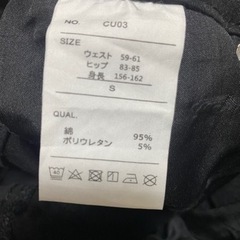 NO. CU03
SIZE
ウェスト 59-61
ヒップ 83-85
身長 156-162
S
QUAL.
綿 95%
ポリウレタン 5%